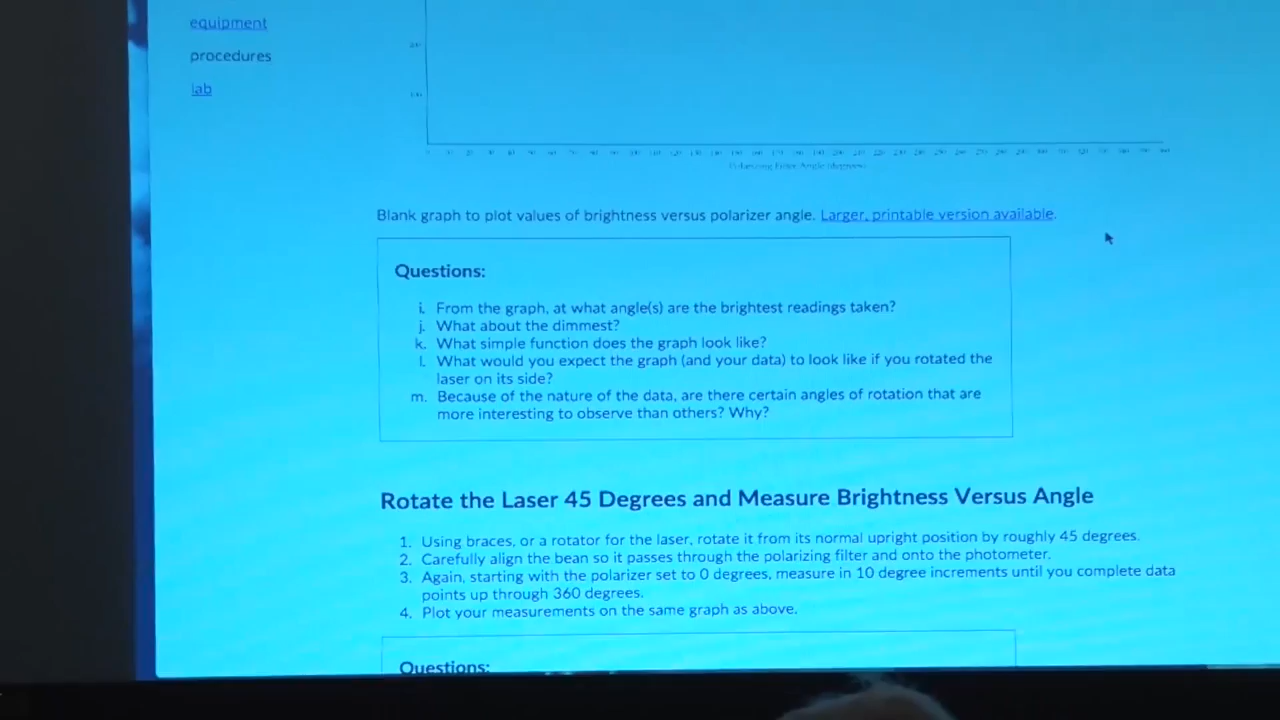 equipment
procedures
lab
Polarizing Filter Angle (degrees)
Blank graph to plot values of brightness versus polarizer angle. Larger, printable version available.
Questions:
i. From the graph, at what angle(s) are the brightest readings taken?
j. What about the dimmest?
k. What simple function does the graph look like?
l. What would you expect the graph (and your data) to look like if you rotated the
laser on its side?
m. Because of the nature of the data, are there certain angles of rotation that are
more interesting to observe than others? Why?
Rotate the Laser 45 Degrees and Measure Brightness Versus Angle
1. Using braces, or a rotator for the laser, rotate it from its normal upright position by roughly 45 degrees.
2. Carefully align the bean so it passes through the polarizing filter and onto the photometer.
3. Again, starting with the polarizer set to 0 degrees, measure in 10 degree increments until you complete data
points up through 360 degrees.
4. Plot your measurements on the same graph as above.
Questions: